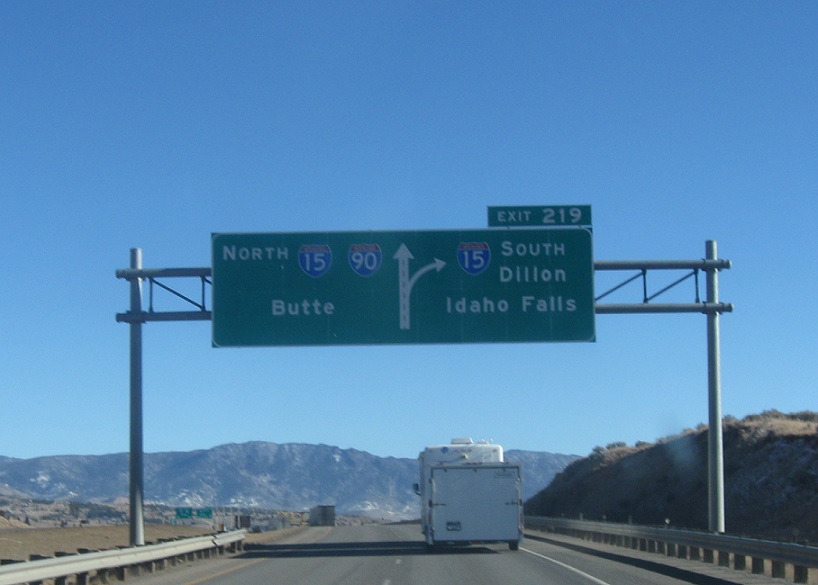 EXIT 219
NORTH 15 90
Butte
15 SOUTH
Dillon
Idaho Falls